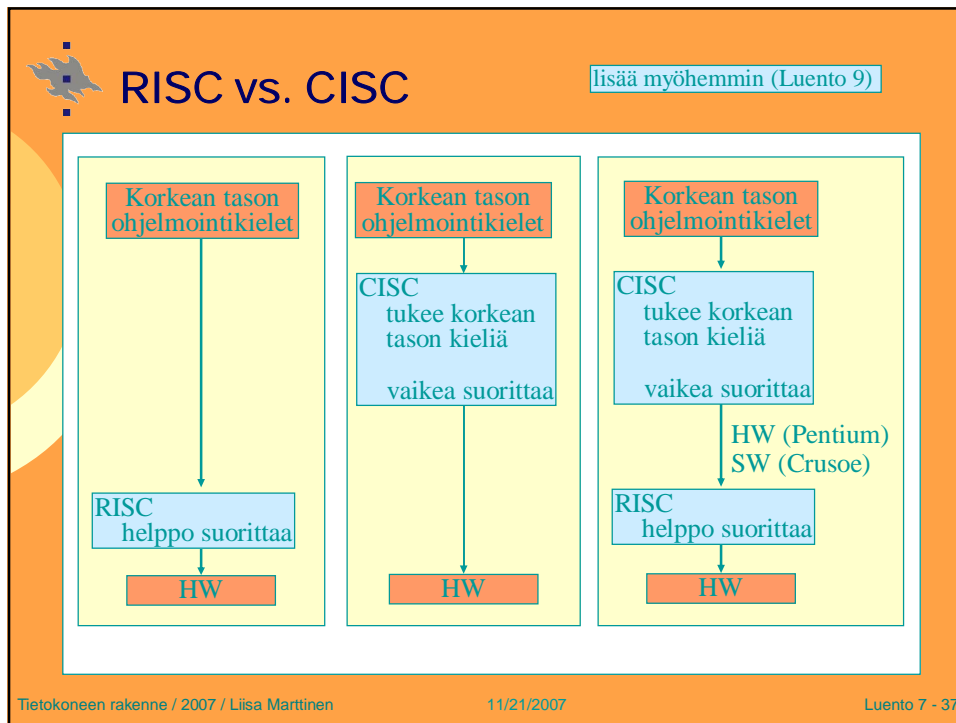 RISC vs. CISC
lisää myöhemmin (Luento 9)
Korkean tason
ohjelmointikielet
RISC
helppo suorittaa
HW
Korkean tason
ohjelmointikielet
CISC
tukee korkean
tason kieliä
vaikea suorittaa
HW
Korkean tason
ohjelmointikielet
CISC
tukee korkean
tason kieliä
vaikea suorittaa
HW (Pentium)
SW (Crusoe)
RISC
helppo suorittaa
HW
Tietokoneen rakenne / 2007 / Liisa Marttinen
11/21/2007
Luento 7 - 37